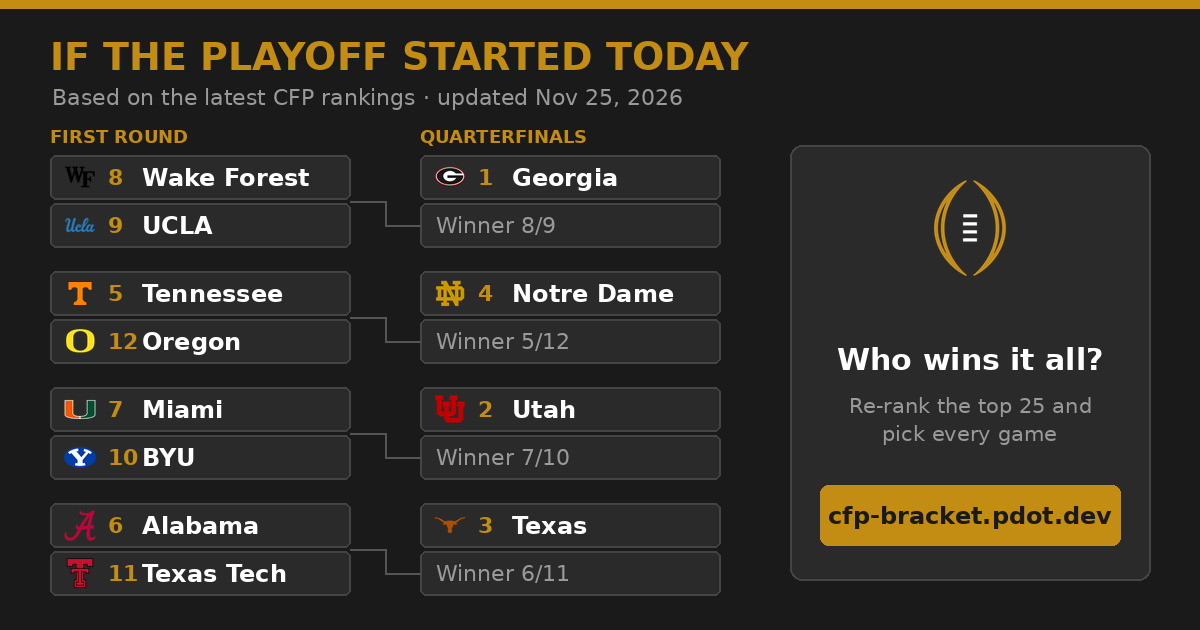 IF THE PLAYOFF STARTED TODAY
Based on the latest CFP rankings · updated Nov 25, 2026
FIRST ROUND
WF 8 Wake Forest
Ucla 9 UCLA
T 5 Tennessee
O 12 Oregon
U 7 Miami
Y 10 BYU
A 6 Alabama
T 11 Texas Tech
QUARTERFINALS
G 1 Georgia
Winner 8/9
ND 4 Notre Dame
Winner 5/12
U 2 Utah
Winner 7/10
3 Texas
Winner 6/11
Who wins it all?
Re-rank the top 25 and
pick every game
cfp-bracket.pdot.dev